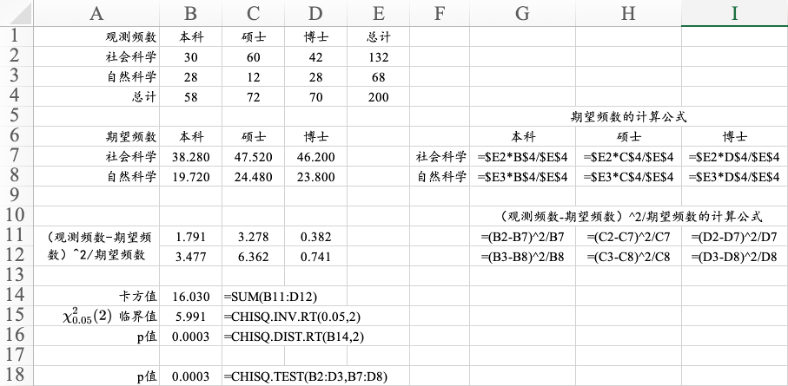 A B C D E F G H I
1 观测频数 本科 硕士 博士 总计
2 社会科学 30 60 42 132
3 自然科学 28 12 28 68
4 总计 58 72 70 200
5 期望频数的计算公式
6 期望频数 本科 硕士 博士 本科 硕士 博士
7 社会科学 38.280 47.520 46.200 社会科学 =$E2*B$4/$E$4 =$E2*C$4/$E$4 =$E2*D$4/$E$4
8 自然科学 19.720 24.480 23.800 自然科学 =$E3*B$4/$E$4 =$E3*C$4/$E$4 =$E3*D$4/$E$4
9
10 （观测频数-期望频数）^2/期望频数的计算公式
11 （观测频数-期望频 1.791 3.278 0.382 =(B2-B7)^2/B7 =(C2-C7)^2/C7 =(D2-D7)^2/D7
12 数）^2/期望频数 3.477 6.362 0.741 =(B3-B8)^2/B8 =(C3-C8)^2/C8 =(D3-D8)^2/D8
13
14 卡方值 16.030 =SUM(B11:D12)
15 χ²₀.₀₅(2) 临界值 5.991 =CHISQ.INV.RT(0.05,2)
16 p值 0.0003 =CHISQ.DIST.RT(B14,2)
17
18 p值 0.0003 =CHISQ.TEST(B2:D3,B7:D8)